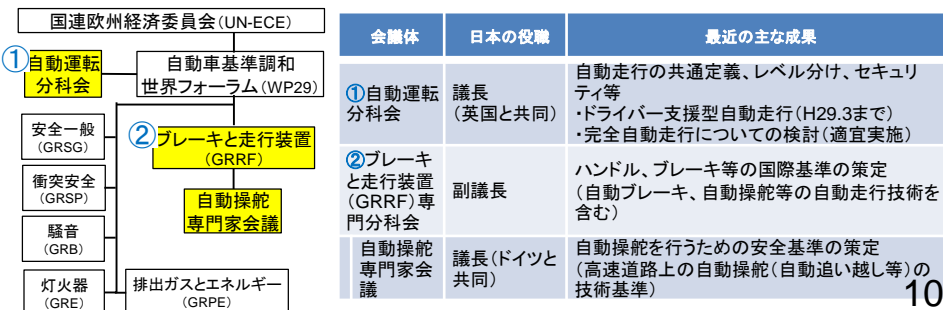 国連欧州経済委員会(UN-ECE)
①自動運転
分科会
自動車基準調和
世界フォーラム(WP29)
安全一般
(GRSG)
②ブレーキと走行装置
(GRRF)
衝突安全
(GRSP)
自動操舵
専門家会議
騒音
(GRB)
灯火器
(GRE)
排出ガスとエネルギー
(GRPE)
会議体
日本の役職
最近の主な成果
①自動運転
分科会
議長
(英国と共同)
自動走行の共通定義、レベル分け、セキュリ
ティ等
・ドライバー支援型自動走行(H29.3まで)
・完全自動走行についての検討(適宜実施)
②ブレーキ
と走行装置
(GRRF)専
門分科会
副議長
ハンドル、ブレーキ等の国際基準の策定
(自動ブレーキ、自動操舵等の自動走行技術を
含む)
自動操舵
専門家会
議
議長(ドイツと
共同)
自動操舵を行うための安全基準の策定
(高速道路上の自動操舵(自動追い越し等)の
技術基準)
10